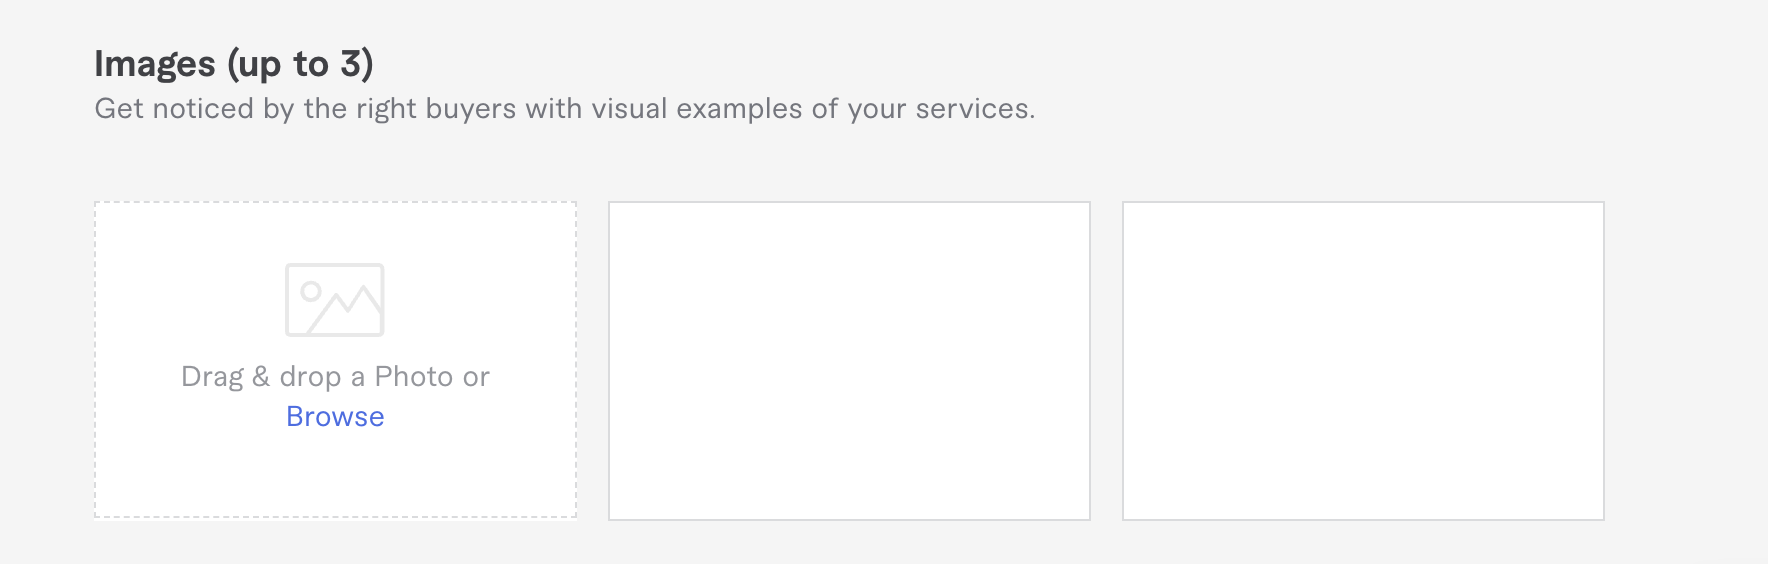 Images (up to 3)
Get noticed by the right buyers with visual examples of your services.
Drag & drop a Photo or
Browse